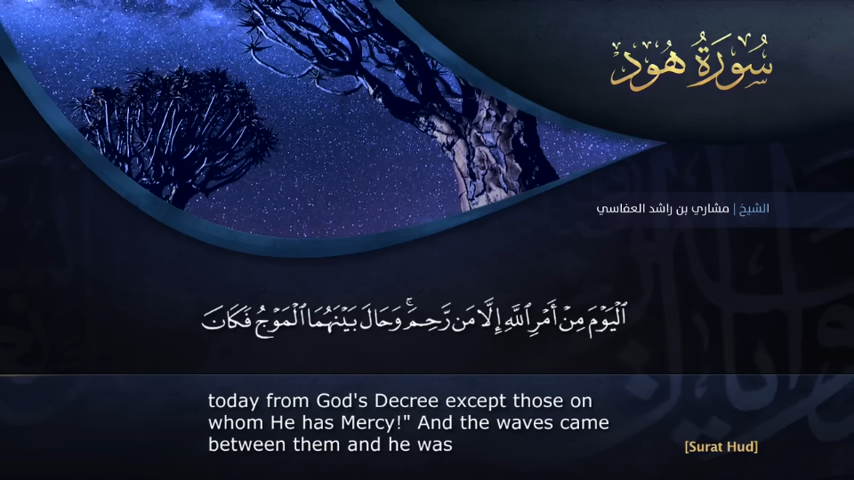 سُورَةُ هُود
الشيخ | مشاري بن راشد العفاسي
ٱلۡيَوۡمَ مِنۡ أَمۡرِ ٱللَّهِ إِلَّا مَن رَّحِمَۚ وَحَالَ بَيۡنَهُمَا ٱلۡمَوۡجُ فَكَانَ
today from God's Decree except those on
whom He has Mercy!" And the waves came
between them and he was
[Surat Hud]